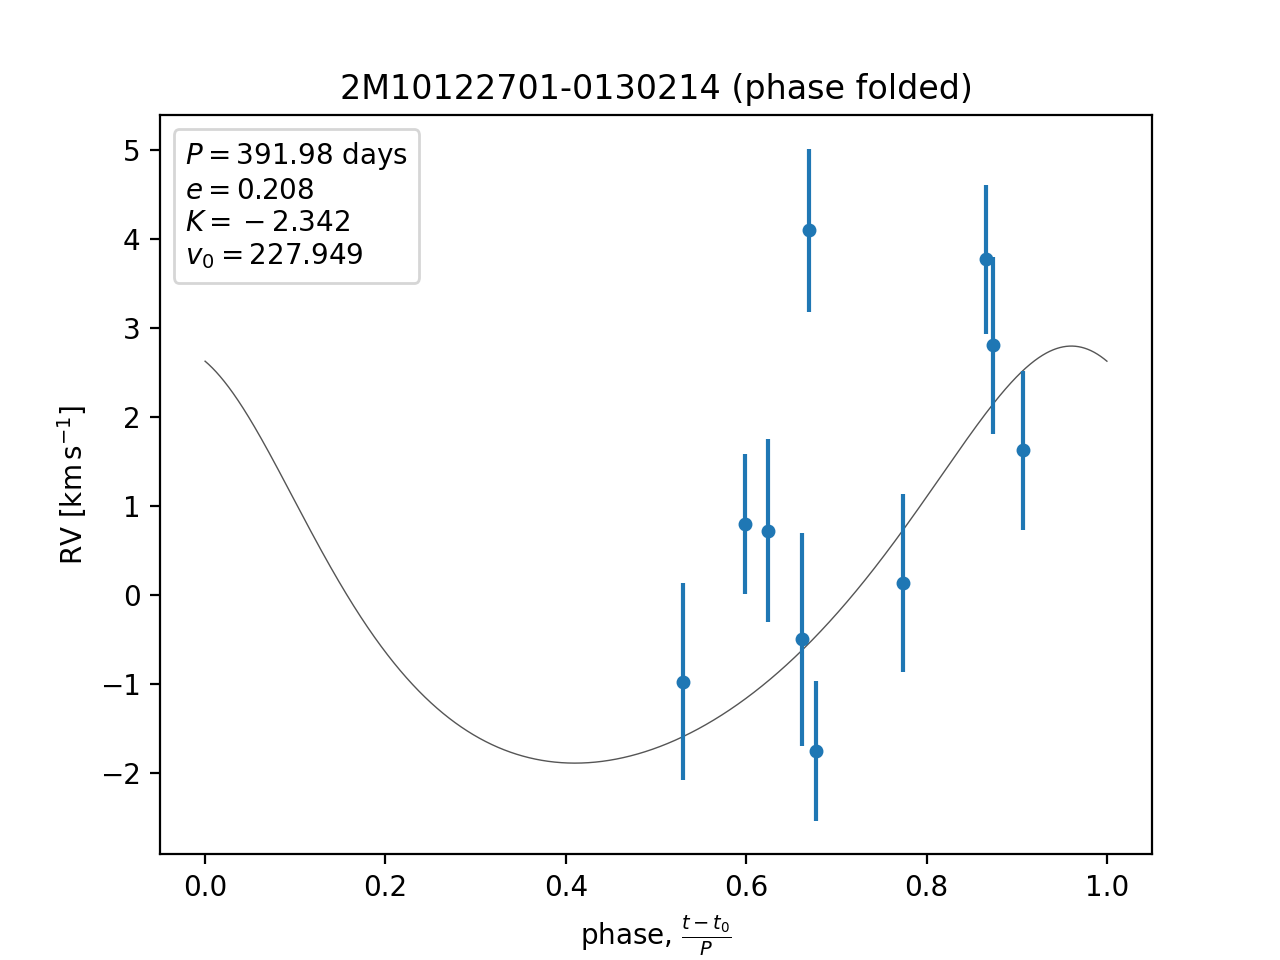 2M10122701-0130214 (phase folded)
P = 391.98 days
e = 0.208
K = −2.342
v₀ = 227.949
RV [km s⁻¹]
5
4
3
2
1
0
−1
−2
0.0 0.2 0.4 0.6 0.8 1.0
phase, (t − t₀)/P